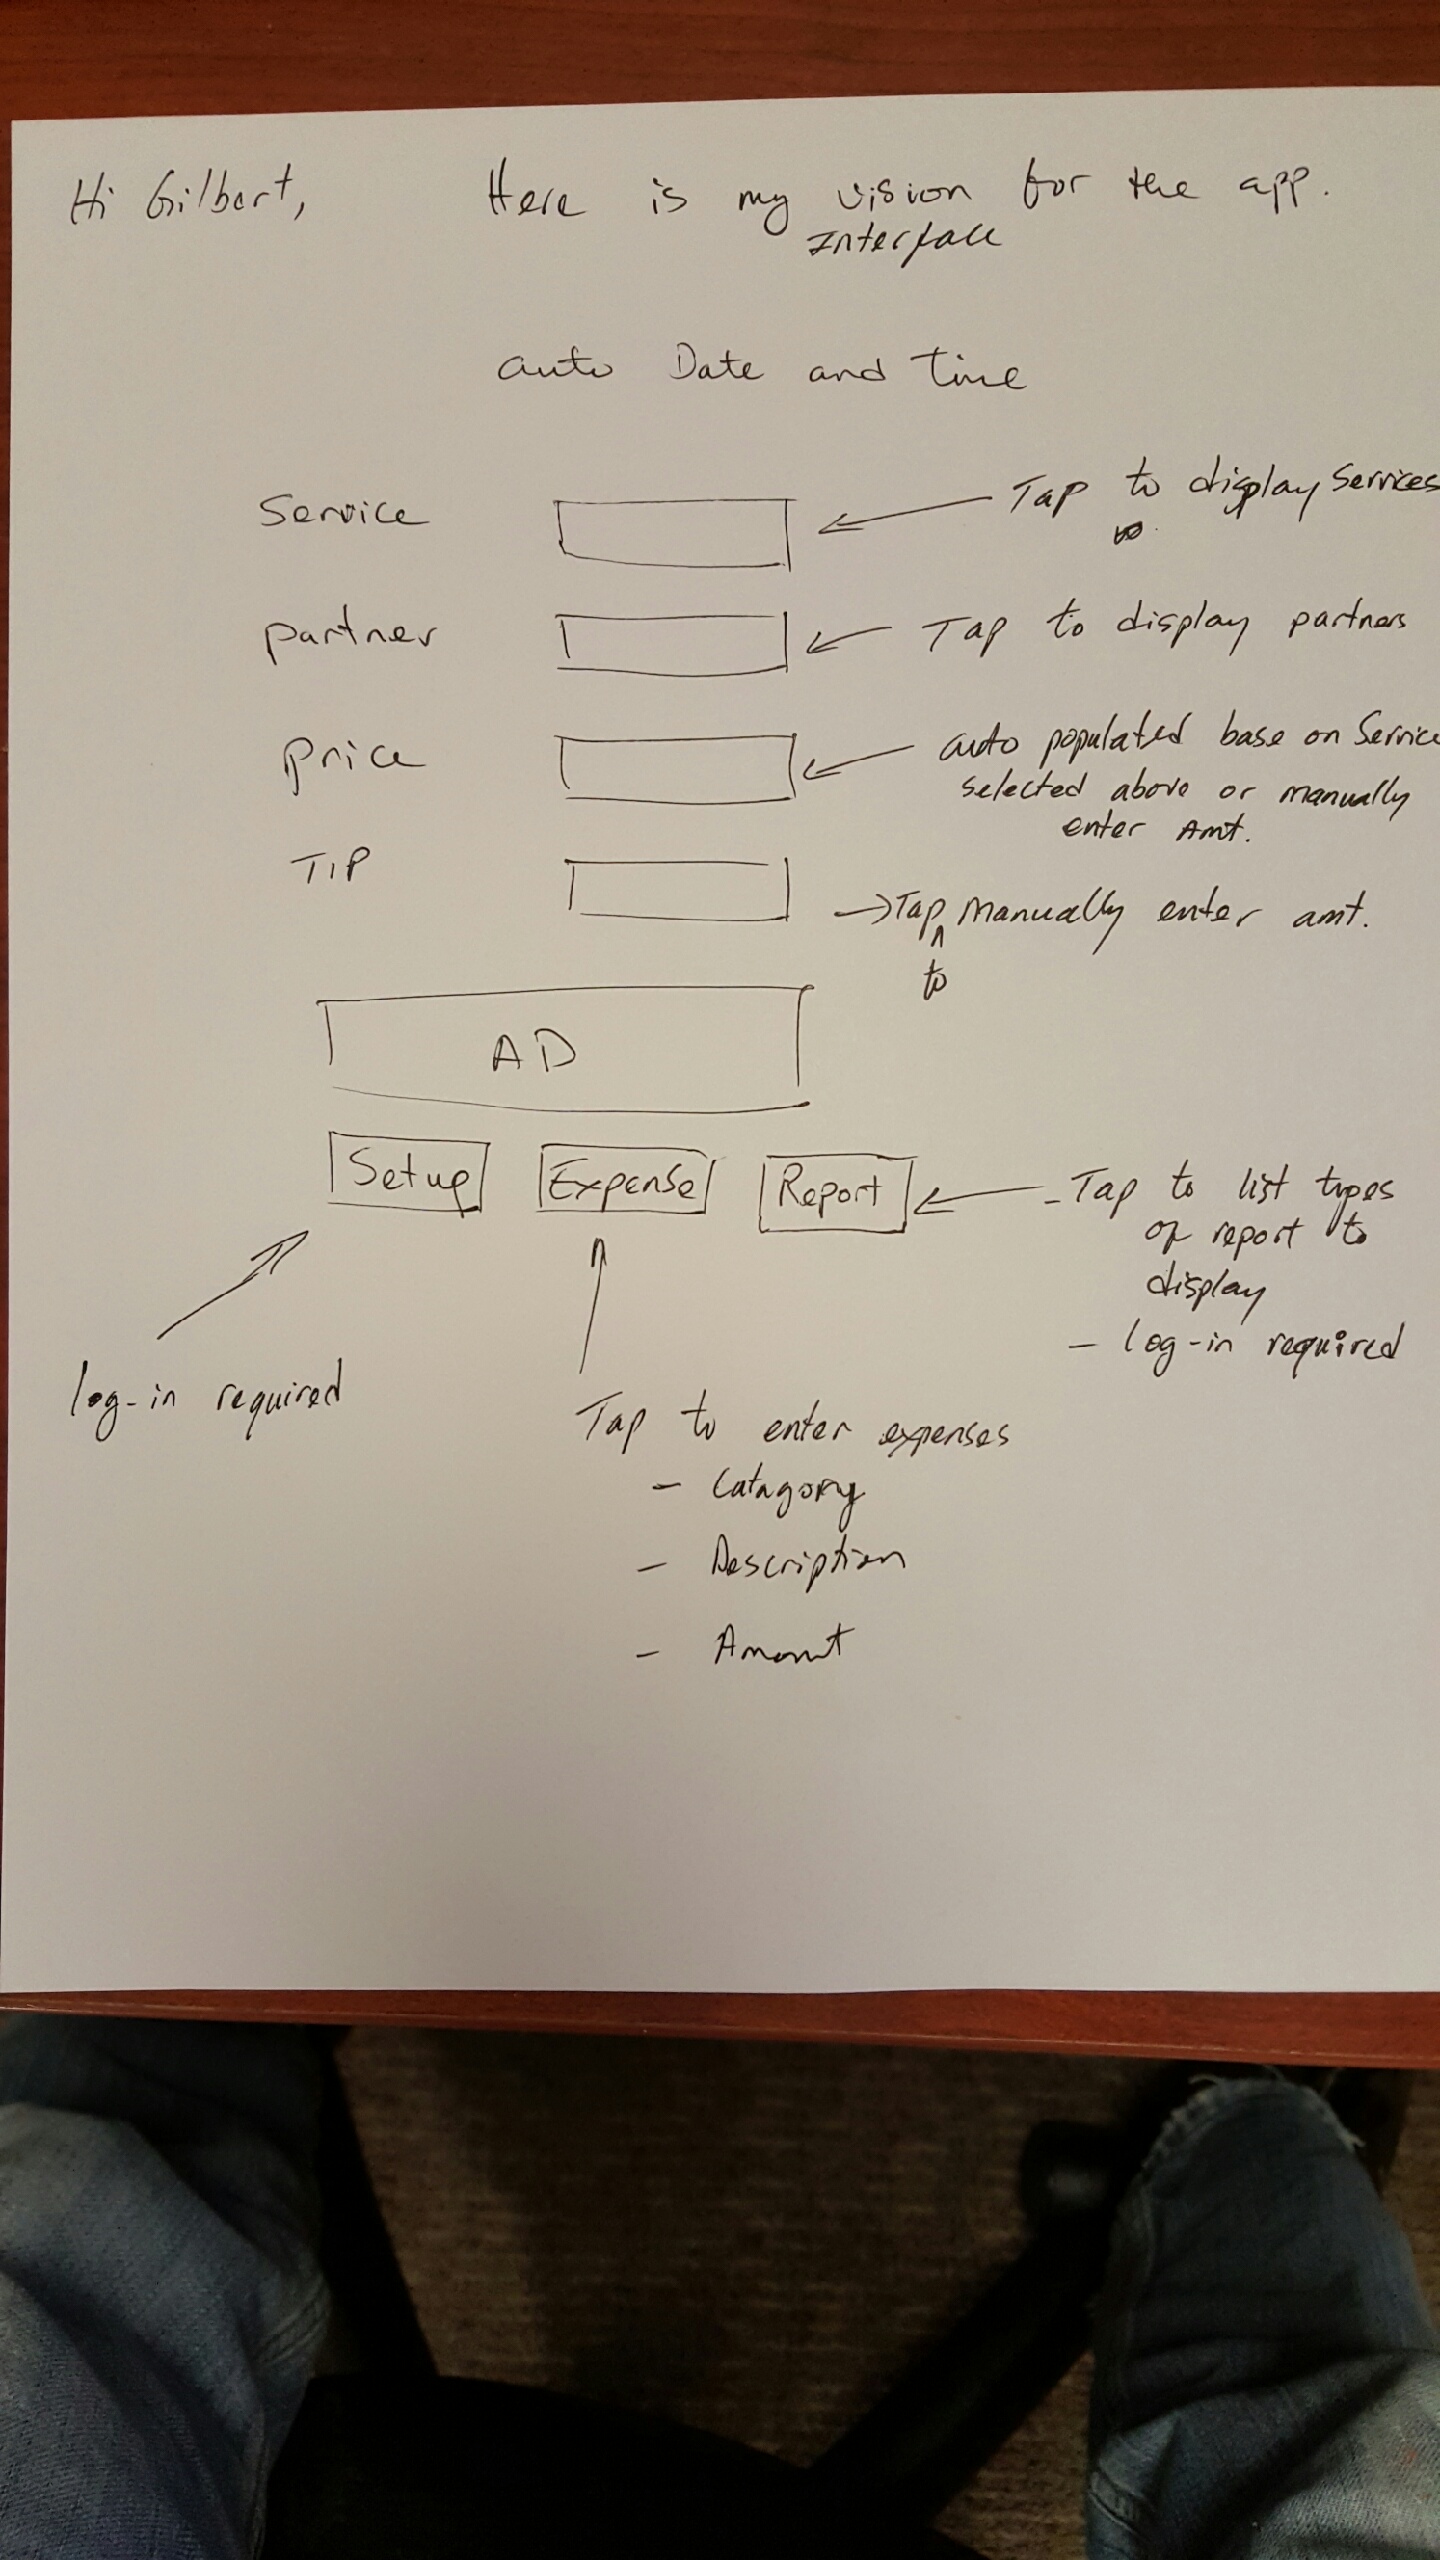 Hi Gilbert, Here is my vision for the app.
Interface
auto Date and Time
Service
Tap to display Services
partner
Tap to display partners
price
auto populated base on Service
selected above or manually
enter Amt.
TIP
Tap manually enter amt.
to
AD
Setup Expense Report
- Tap to list types
of report to
display
- log-in required
log-in required
Tap to enter expenses
- Catagory
- Description
- Amount